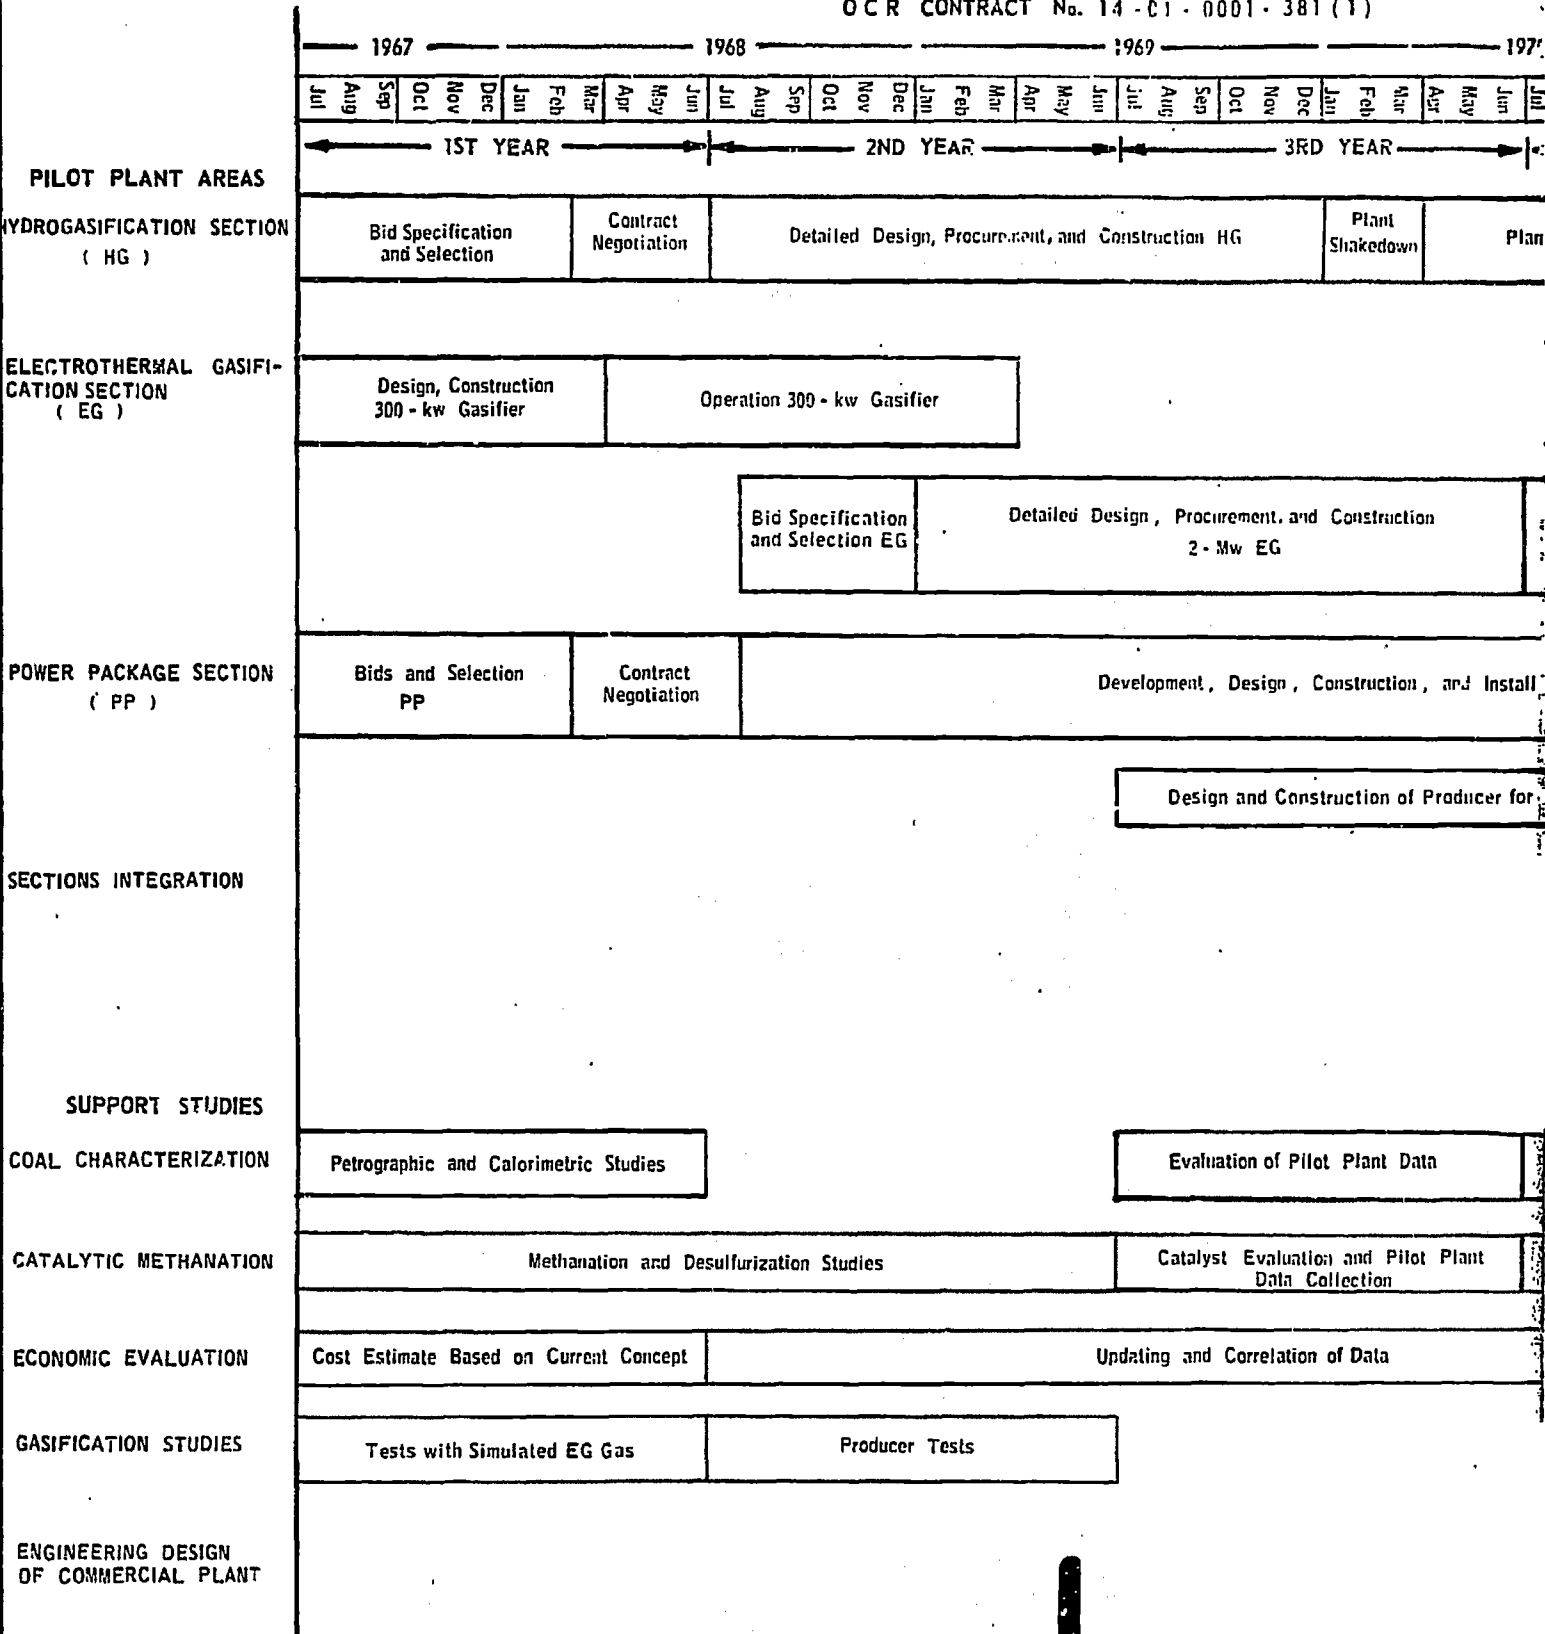 OCR CONTRACT No. 14-01-0001-381(1)
1967 1968 1969
Jul Aug Sep Oct Nov Dec Jan Feb Mar Apr May Jun Jul Aug Sep Oct Nov Dec Jan Feb Mar Apr May Jun Jul Aug Sep Oct Nov Dec Jan Feb Mar Apr May Jun Jul
1ST YEAR 2ND YEAR 3RD YEAR
PILOT PLANT AREAS
YDROGASIFICATION SECTION
( HG )
Bid Specification
and Selection
Contract
Negotiation
Detailed Design, Procurement, and Construction HG
Plant
Shakedown
Plan
ELECTROTHERMAL GASIFI-
CATION SECTION
( EG )
Design, Construction
300 - kw Gasifier
Operation 300 - kw Gasifier
Bid Specification
and Selection EG
Detailed Design, Procurement, and Construction
2 - Mw EG
POWER PACKAGE SECTION
( PP )
Bids and Selection
PP
Contract
Negotiation
Development, Design, Construction, and Install
Design and Construction of Producer for
SECTIONS INTEGRATION
SUPPORT STUDIES
COAL CHARACTERIZATION
Petrographic and Calorimetric Studies
Evaluation of Pilot Plant Data
CATALYTIC METHANATION
Methanation and Desulfurization Studies
Catalyst Evaluation and Pilot Plant
Data Collection
ECONOMIC EVALUATION
Cost Estimate Based on Current Concept
Updating and Correlation of Data
GASIFICATION STUDIES
Tests with Simulated EG Gas
Producer Tests
ENGINEERING DESIGN
OF COMMERCIAL PLANT